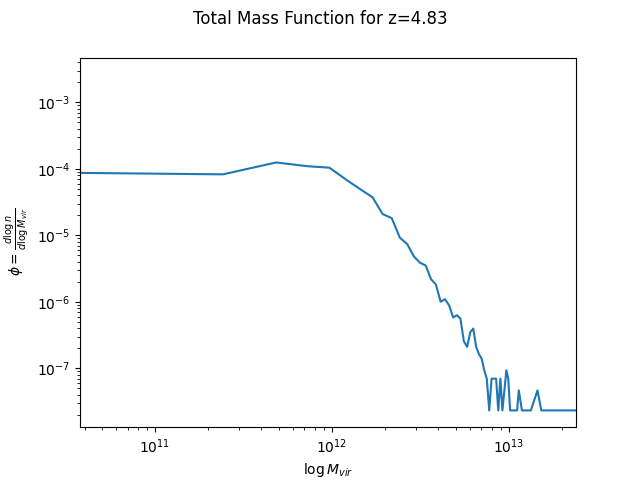 Total Mass Function for z=4.83
10⁻³
10⁻⁴
10⁻⁵
10⁻⁶
10⁻⁷
ϕ = d log n / d log M_vir
10¹¹ 10¹² 10¹³
log M_vir